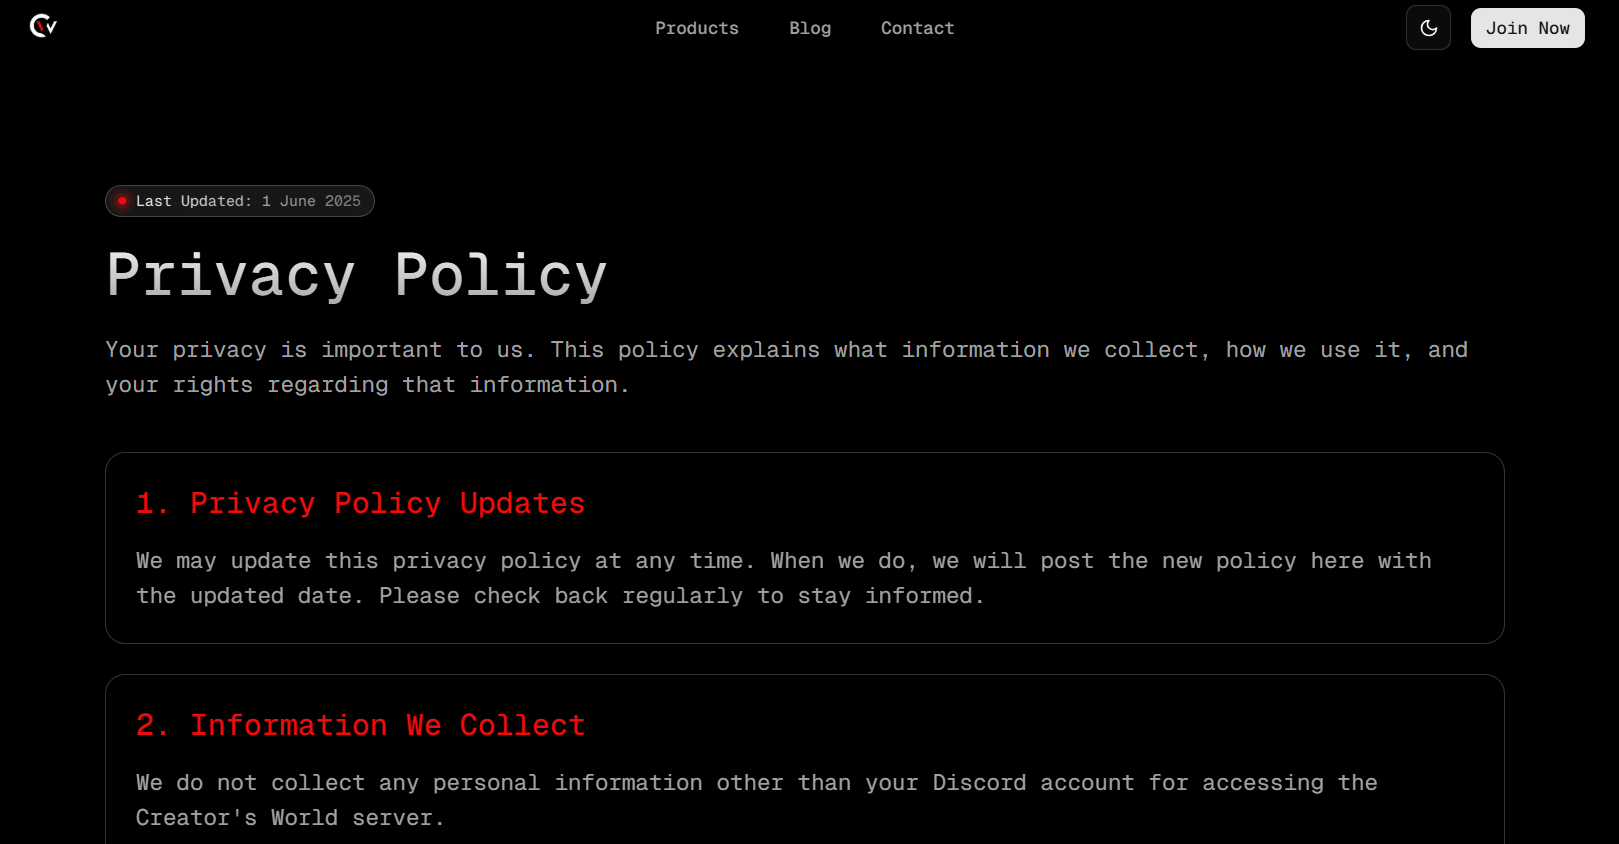 Products
Blog
Contact
Join Now
Last Updated: 1 June 2025
Privacy Policy
Your privacy is important to us. This policy explains what information we collect, how we use it, and
your rights regarding that information.
1. Privacy Policy Updates
We may update this privacy policy at any time. When we do, we will post the new policy here with
the updated date. Please check back regularly to stay informed.
2. Information We Collect
We do not collect any personal information other than your Discord account for accessing the
Creator's World server.